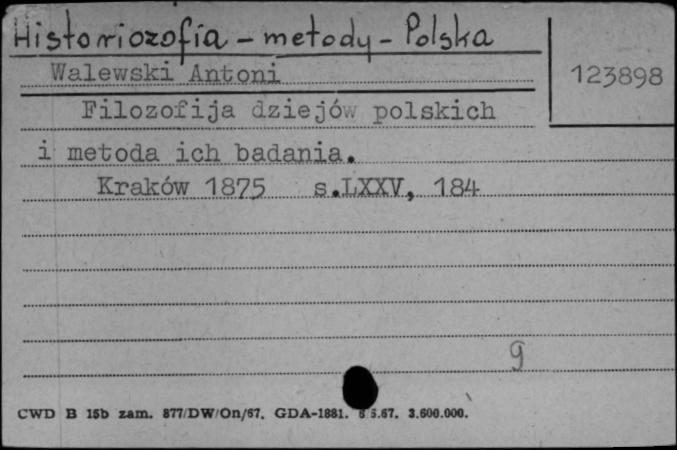 Historiozofia - metody - Polska
Walewski Antoni
123898
Filozofija dziejów polskich
i metoda ich badania.
Kraków 1875 s.LXXV, 184
g
CWD B 15b zam. 877/DW/On/67. GDA-1881. 5.67. 3.600.000.